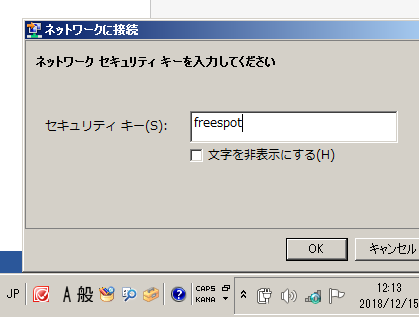 ネットワークに接続
ネットワーク セキュリティ キーを入力してください
セキュリティ キー(S):
freespot
文字を非表示にする(H)
OK
キャンセル
JP
A 般
CAPS
KANA
12:13
2018/12/15